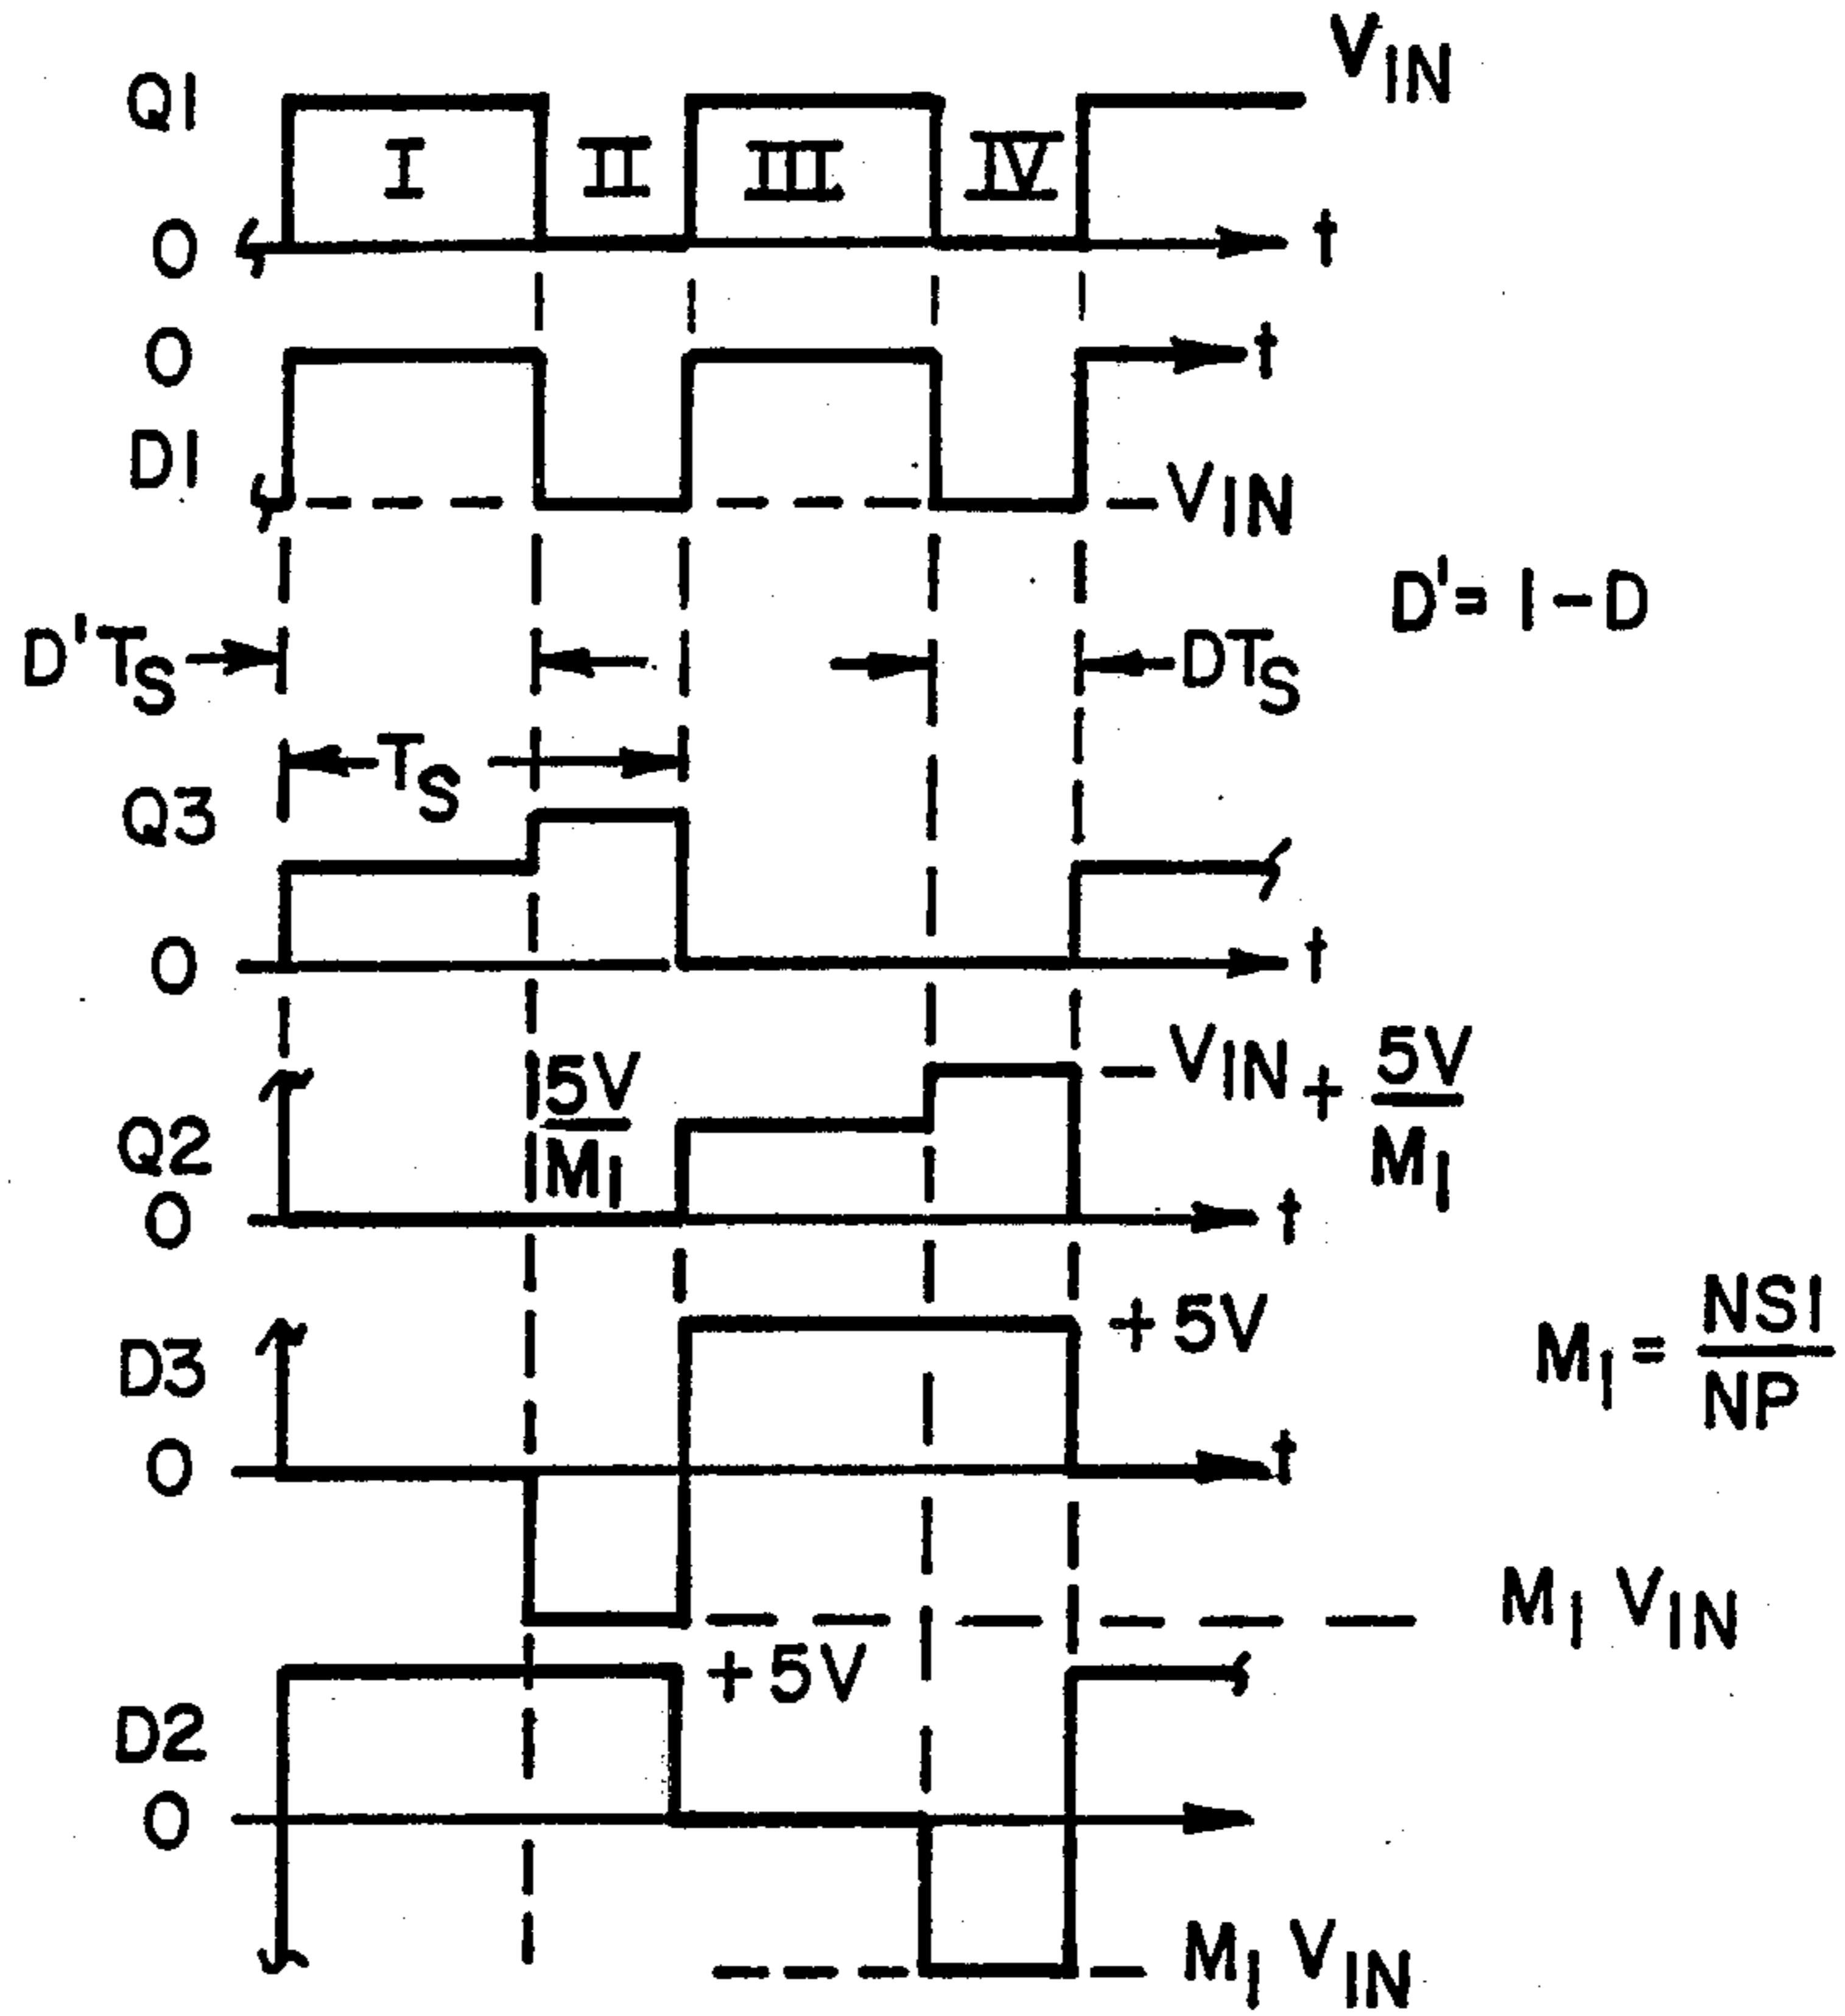 V_IN
Q1
I II III IV
0 t
0 t
D1
-V_IN
D'=1-D
D'T_S DT_S
T_S
Q3
0 t
5V/M_1 -V_IN + 5V/M_1
Q2
0 t
+5V
D3 M_1= NS1/NP
0 t
M_1 V_IN
+5V
D2
0
M_1 V_IN